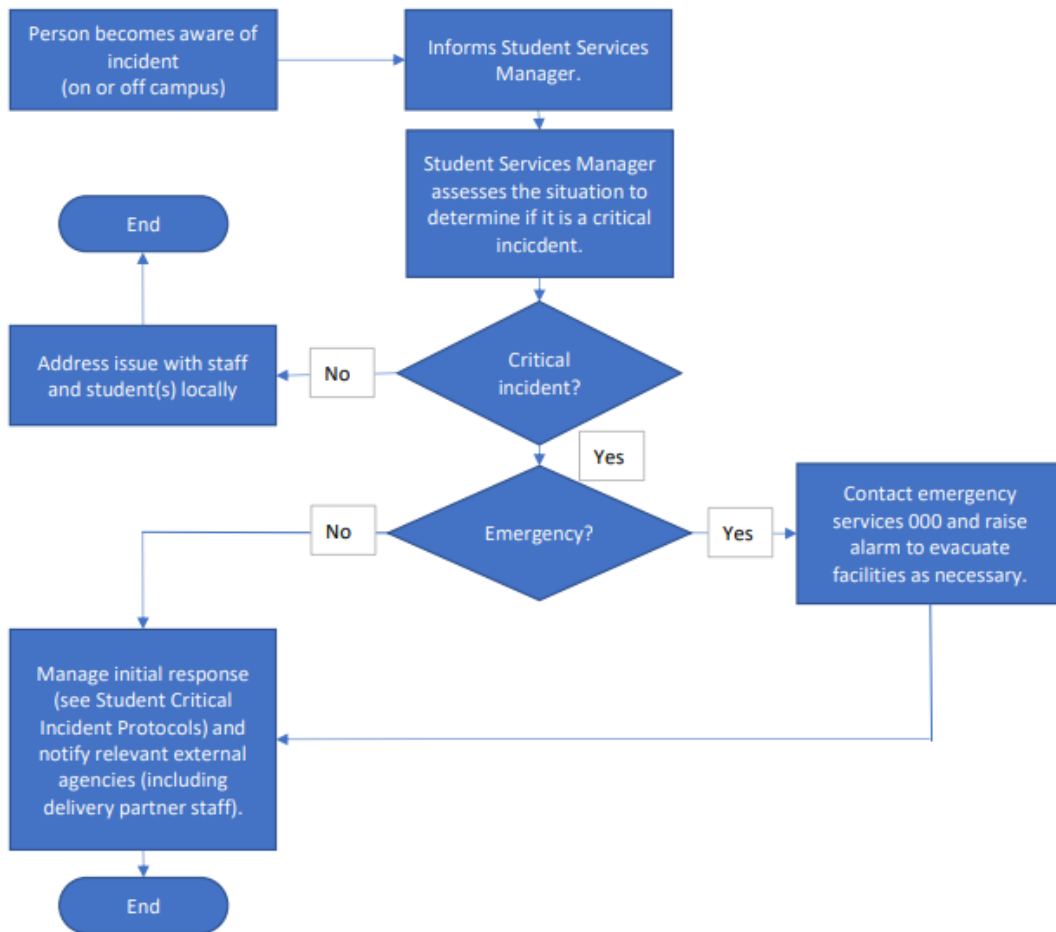 Person becomes aware of
incident
(on or off campus)
Informs Student Services
Manager.
Student Services Manager
assesses the situation to
determine if it is a critical
incicdent.
End
Address issue with staff
and student(s) locally
No
Critical
incident?
Yes
No
Emergency?
Yes
Contact emergency
services 000 and raise
alarm to evacuate
facilities as necessary.
Manage initial response
(see Student Critical
Incident Protocols) and
notify relevant external
agencies (including
delivery partner staff).
End